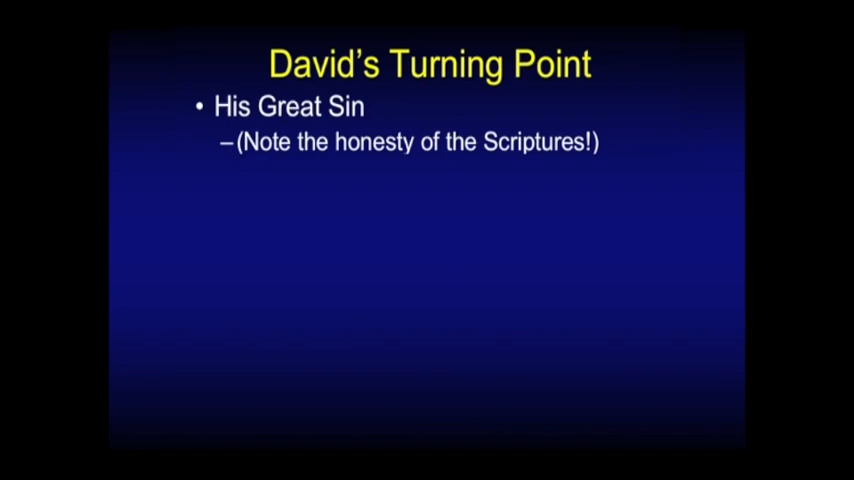 David's Turning Point
• His Great Sin
–(Note the honesty of the Scriptures!)